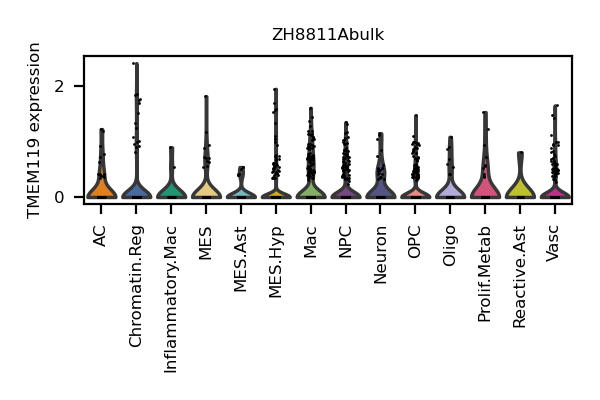 ZH8811Abulk
TMEM119 expression
2
0
AC
Chromatin.Reg
Inflammatory.Mac
MES
MES.Ast
MES.Hyp
Mac
NPC
Neuron
OPC
Oligo
Prolif.Metab
Reactive.Ast
Vasc